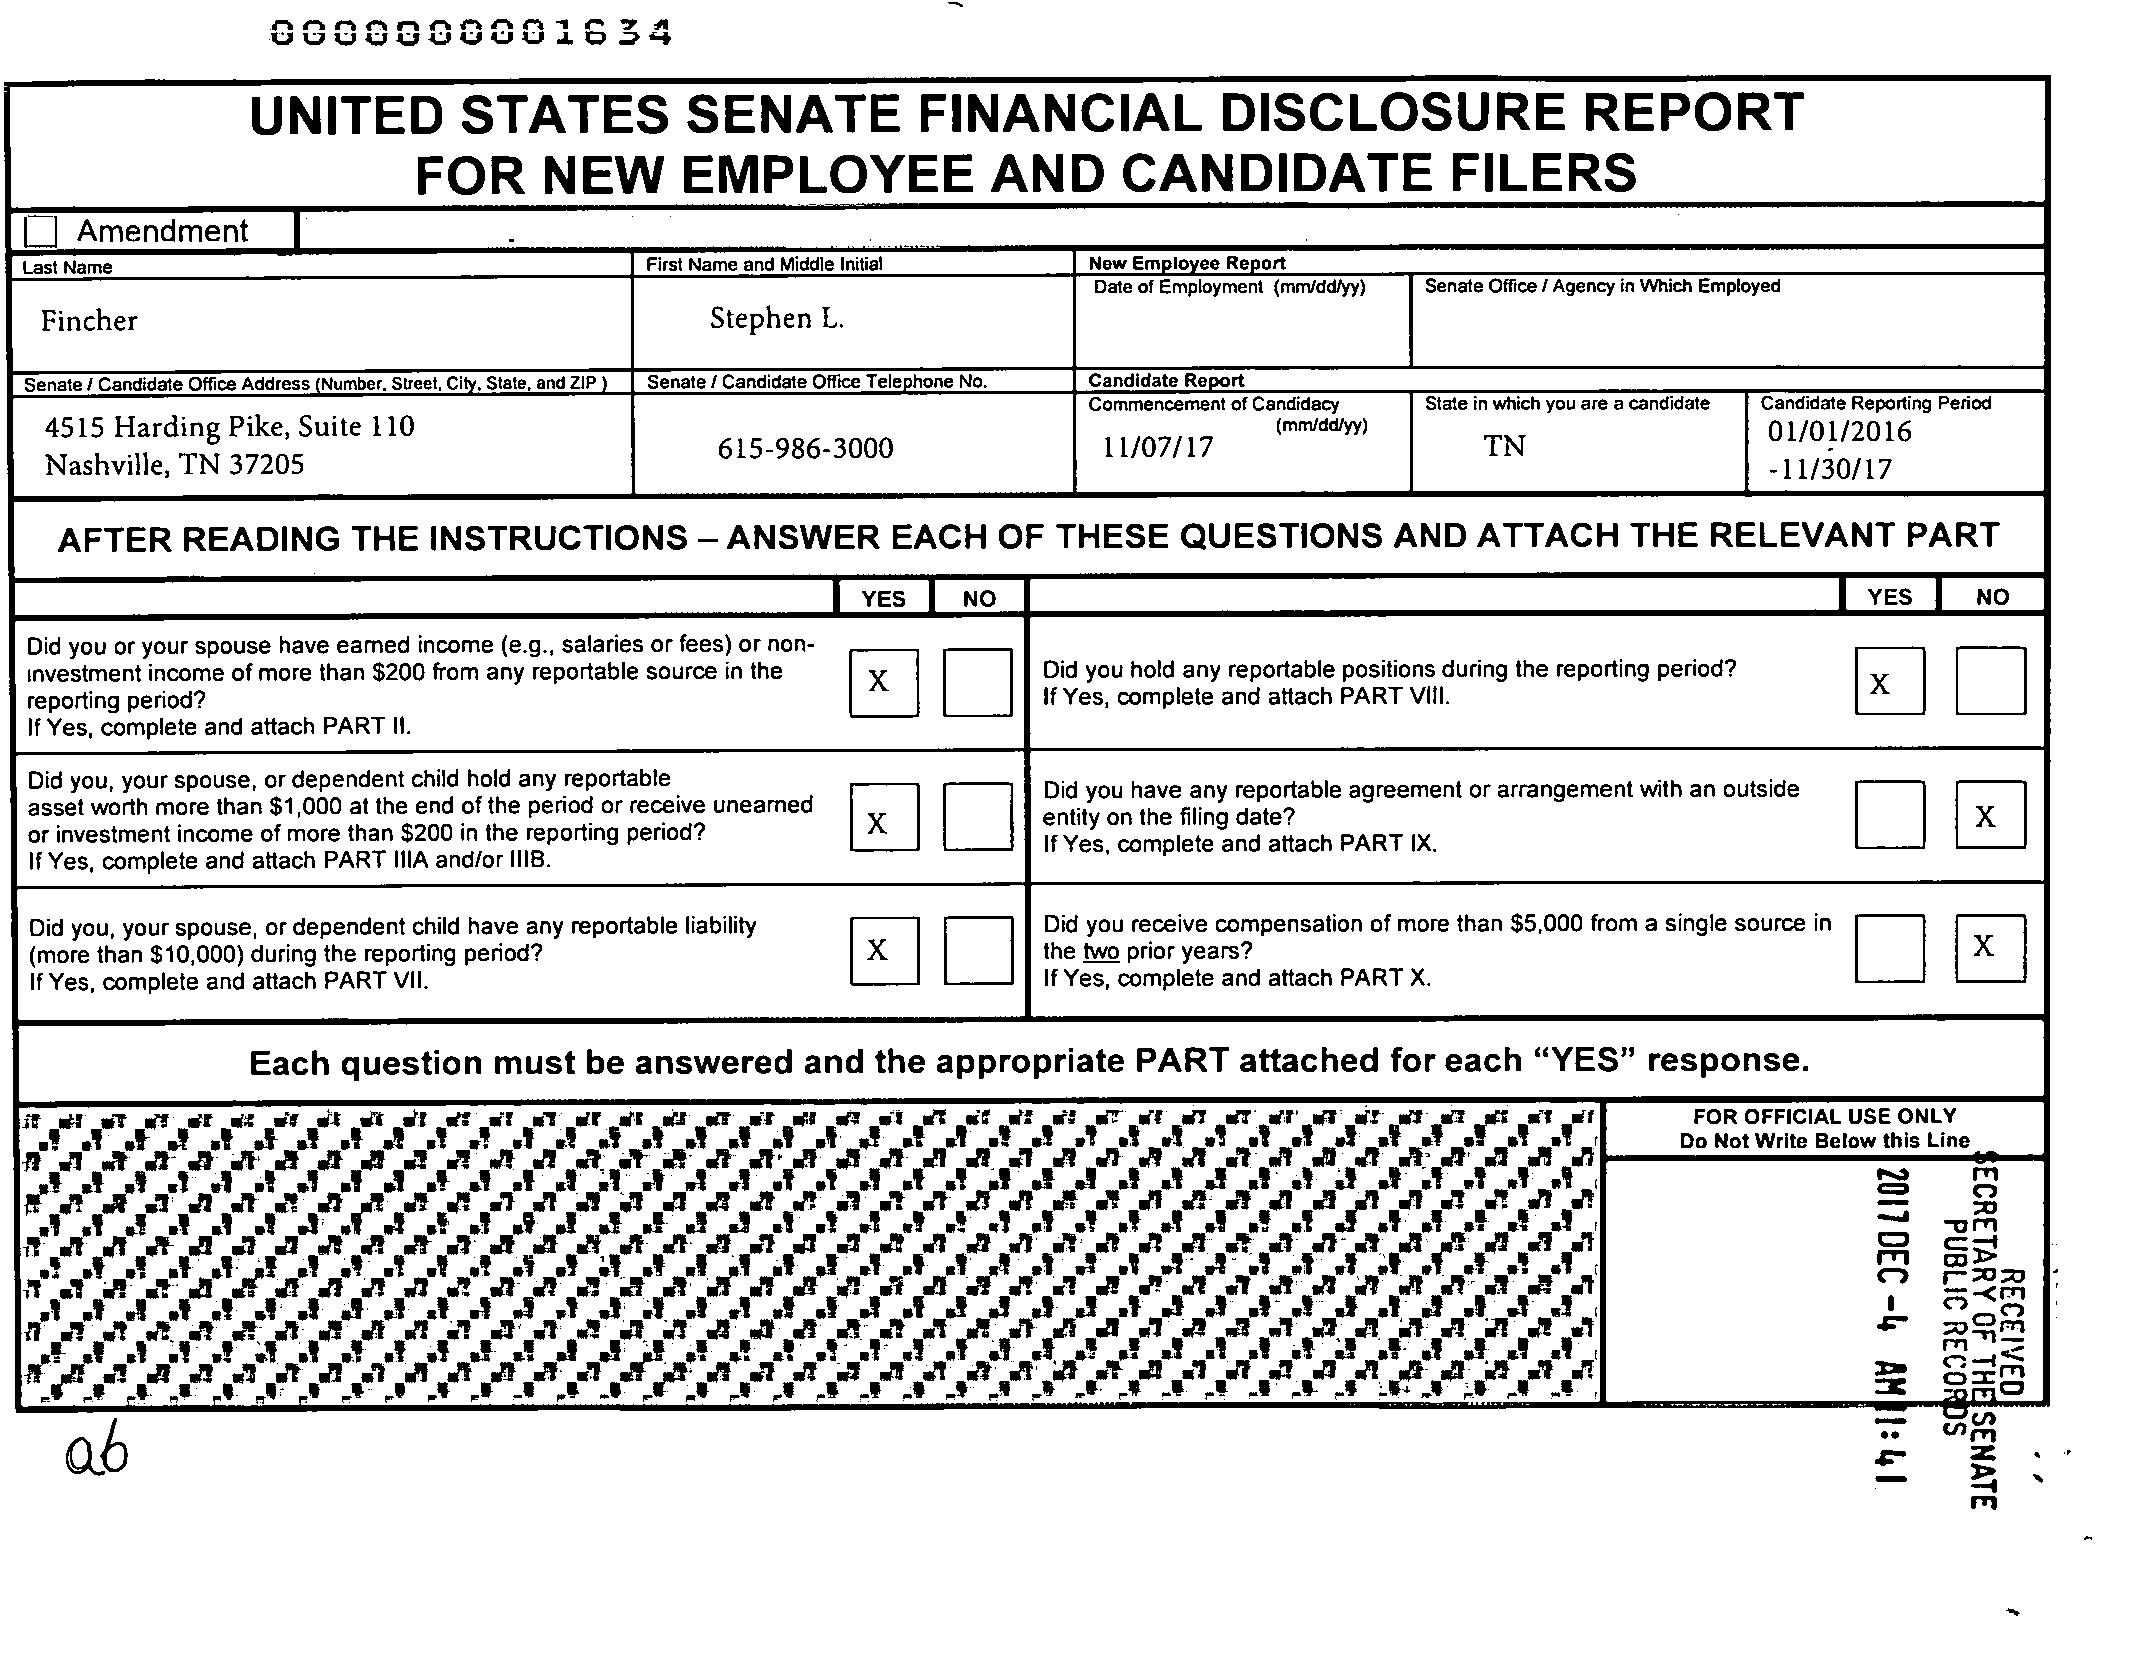 0000000001634
UNITED STATES SENATE FINANCIAL DISCLOSURE REPORT
FOR NEW EMPLOYEE AND CANDIDATE FILERS
Amendment
Last Name
First Name and Middle Initial
New Employee Report
Date of Employment (mm/dd/yy)
Senate Office / Agency in Which Employed
Fincher
Stephen L.
Senate / Candidate Office Address (Number, Street, City, State, and ZIP )
Senate / Candidate Office Telephone No.
Candidate Report
Commencement of Candidacy
(mm/dd/yy)
State in which you are a candidate
Candidate Reporting Period
4515 Harding Pike, Suite 110
Nashville, TN 37205
615-986-3000
11/07/17
TN
01/01/2016
-11/30/17
AFTER READING THE INSTRUCTIONS – ANSWER EACH OF THESE QUESTIONS AND ATTACH THE RELEVANT PART
YES NO
YES NO
Did you or your spouse have earned income (e.g., salaries or fees) or non-
investment income of more than $200 from any reportable source in the
reporting period?
If Yes, complete and attach PART II.
X
Did you hold any reportable positions during the reporting period?
If Yes, complete and attach PART VIII.
X
Did you, your spouse, or dependent child hold any reportable
asset worth more than $1,000 at the end of the period or receive unearned
or investment income of more than $200 in the reporting period?
If Yes, complete and attach PART IIIA and/or IIIB.
X
Did you have any reportable agreement or arrangement with an outside
entity on the filing date?
If Yes, complete and attach PART IX.
X
Did you, your spouse, or dependent child have any reportable liability
(more than $10,000) during the reporting period?
If Yes, complete and attach PART VII.
X
Did you receive compensation of more than $5,000 from a single source in
the two prior years?
If Yes, complete and attach PART X.
X
Each question must be answered and the appropriate PART attached for each “YES” response.
FOR OFFICIAL USE ONLY
Do Not Write Below this Line
RECEIVED
SECRETARY OF THE SENATE
PUBLIC RECORDS
2017 DEC -4 AM 11:41
ab